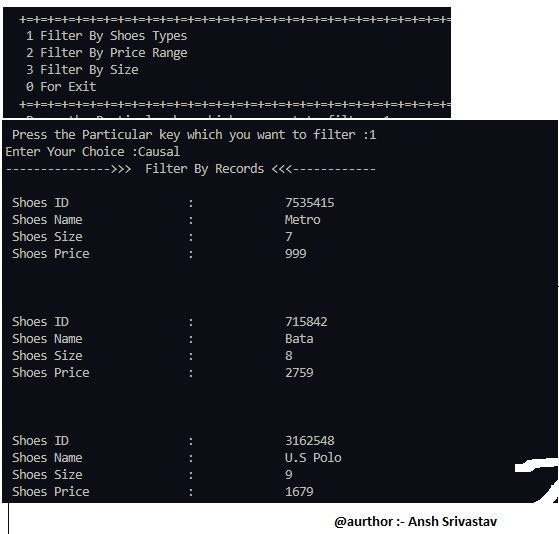 +=+=+=+=+=+=+=+=+=+=+=+=+=+=+=+=+=+=+=+=+=+=+=+=+=+=+=+=+=+=+=
1 Filter By Shoes Types
2 Filter By Price Range
3 Filter By Size
0 For Exit
+=+=+=+=+=+=+=+=+=+=+=+=+=+=+=+=+=+=+=+=+=+=+=+=+=+=+=+=+=+=+=
Press the Particular key which you want to filter :1
Enter Your Choice :Causal
--------------->>> Filter By Records <<<------------
Shoes ID : 7535415
Shoes Name : Metro
Shoes Size : 7
Shoes Price : 999
Shoes ID : 715842
Shoes Name : Bata
Shoes Size : 8
Shoes Price : 2759
Shoes ID : 3162548
Shoes Name : U.S Polo
Shoes Size : 9
Shoes Price : 1679
@aurthor :- Ansh Srivastav